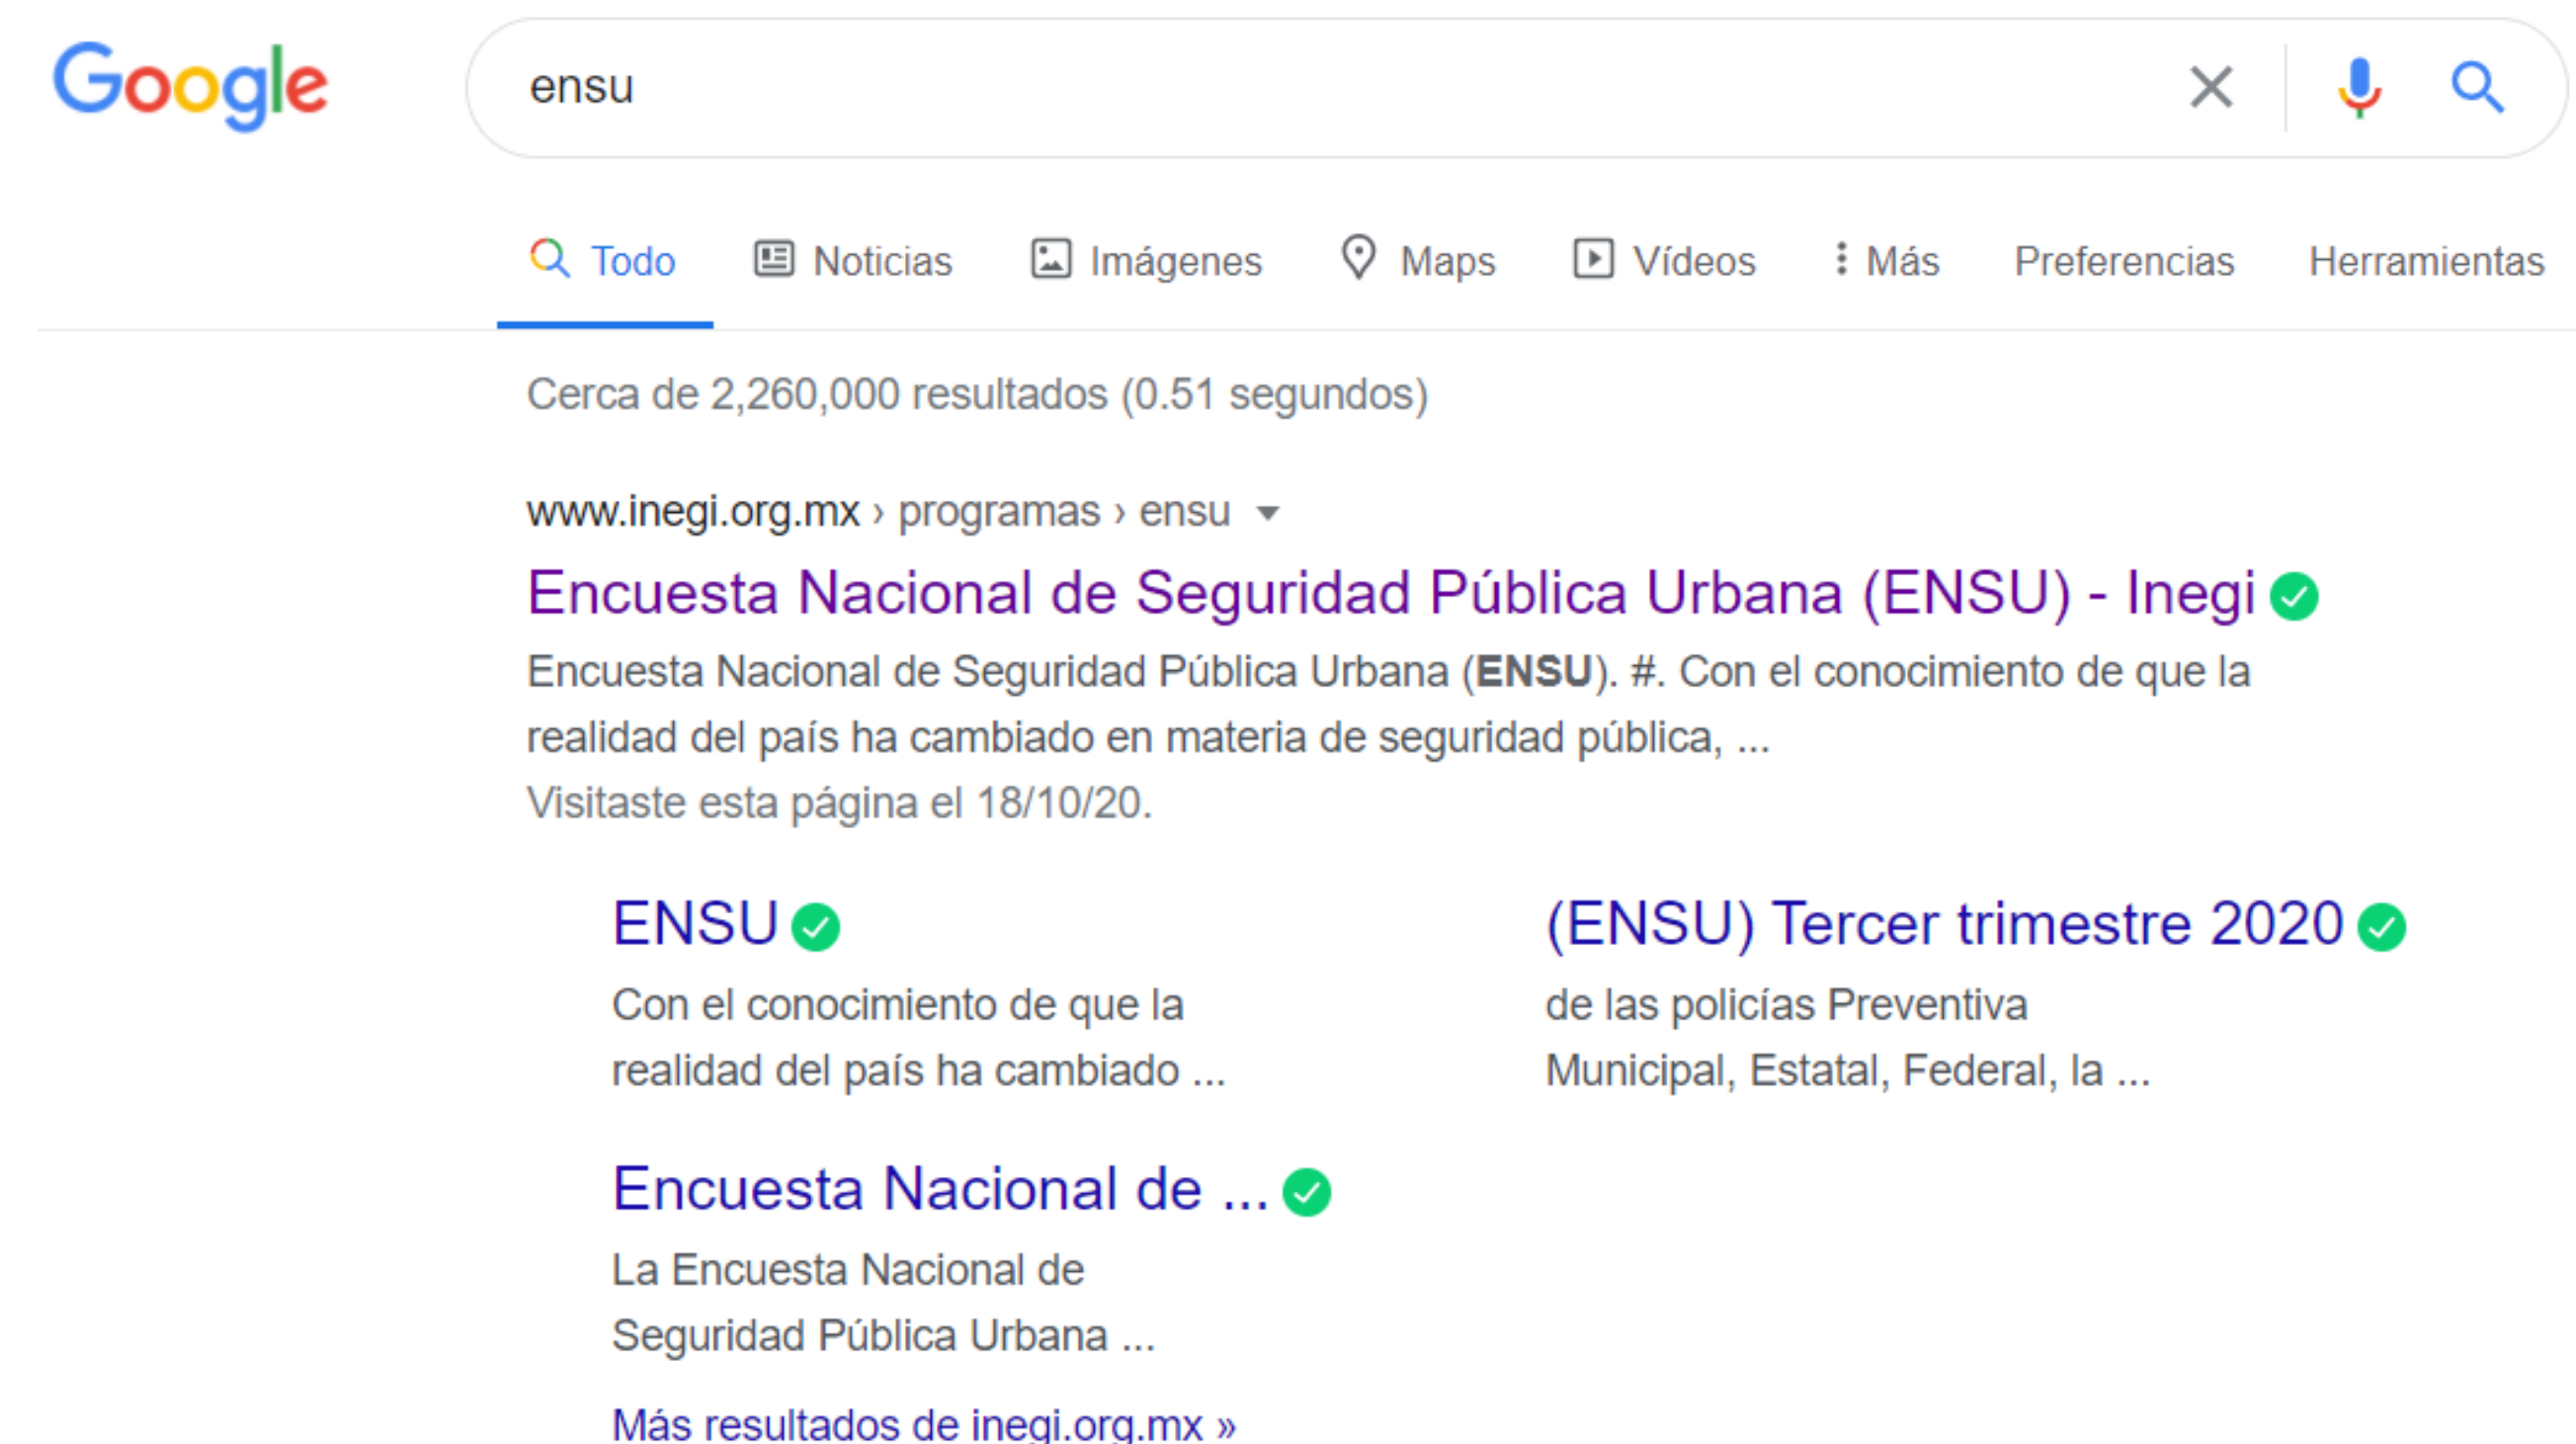 Google
ensu
Todo Noticias Imágenes Maps Vídeos Más Preferencias Herramientas
Cerca de 2,260,000 resultados (0.51 segundos)
www.inegi.org.mx › programas › ensu
Encuesta Nacional de Seguridad Pública Urbana (ENSU) - Inegi
Encuesta Nacional de Seguridad Pública Urbana (ENSU). #. Con el conocimiento de que la
realidad del país ha cambiado en materia de seguridad pública, ...
Visitaste esta página el 18/10/20.
ENSU
Con el conocimiento de que la
realidad del país ha cambiado ...
(ENSU) Tercer trimestre 2020
de las policías Preventiva
Municipal, Estatal, Federal, la ...
Encuesta Nacional de ...
La Encuesta Nacional de
Seguridad Pública Urbana ...
Más resultados de inegi.org.mx »